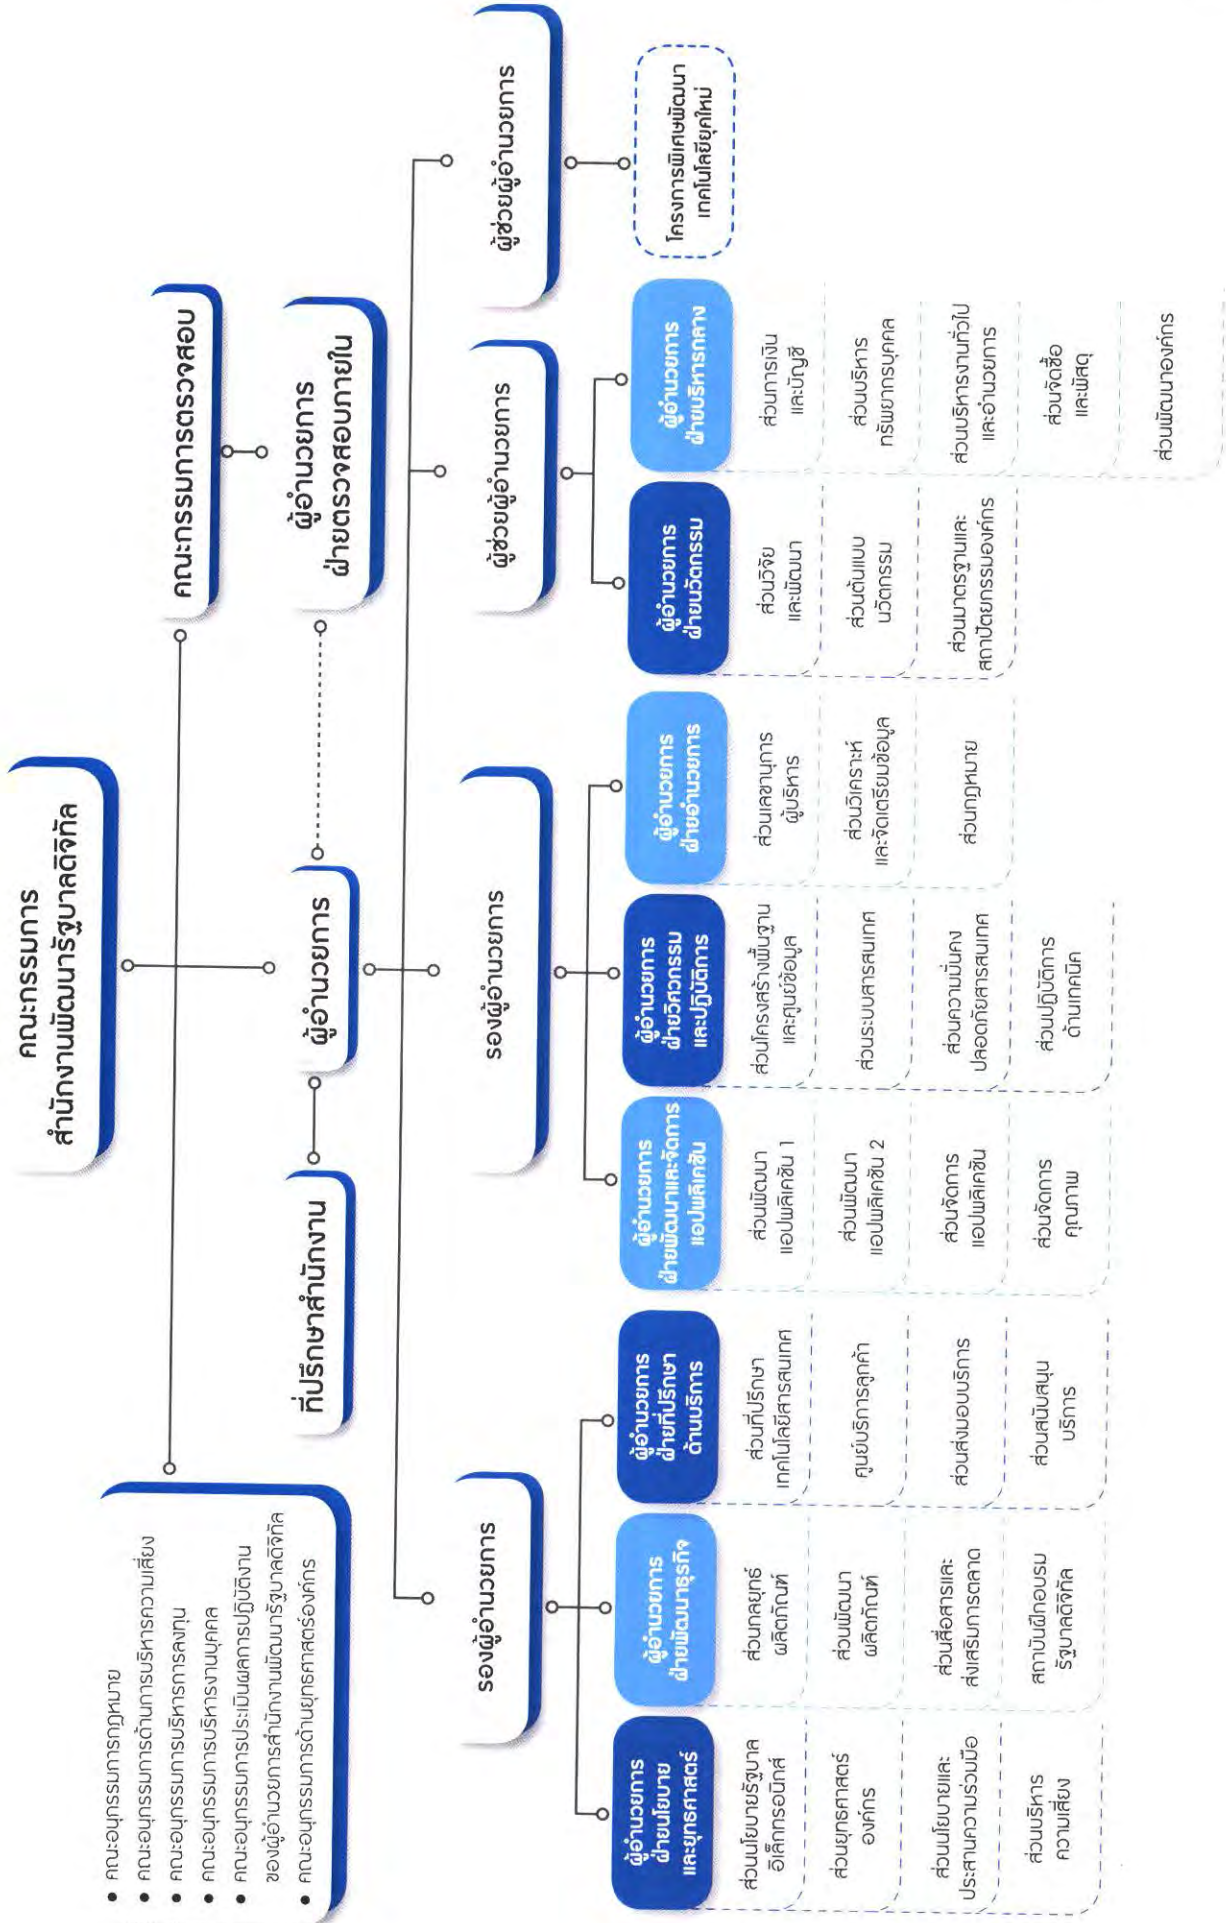 คณะกรรมการ
สำนักงานพัฒนารัฐบาลดิจิทัล
• คณะอนุกรรมการกฎหมาย
• คณะอนุกรรมการด้านการบริหารความเสี่ยง
• คณะอนุกรรมการบริหารการลงทุน
• คณะอนุกรรมการบริหารงานบุคคล
• คณะอนุกรรมการประเมินผลการปฏิบัติงาน
ของผู้อำนวยการสำนักงานพัฒนารัฐบาลดิจิทัล
• คณะอนุกรรมการด้านยุทธศาสตร์องค์กร
คณะกรรมการตรวจสอบ
ที่ปรึกษาสำนักงาน
ผู้อำนวยการ
ผู้อำนวยการ
ฝ่ายตรวจสอบภายใน
รองผู้อำนวยการ
รองผู้อำนวยการ
ผู้ช่วยผู้อำนวยการ
ผู้ช่วยผู้อำนวยการ
ผู้อำนวยการ
ฝ่ายนโยบาย
และยุทธศาสตร์
ส่วนนโยบายรัฐบาล
อิเล็กทรอนิกส์
ส่วนยุทธศาสตร์
องค์กร
ส่วนนโยบายและ
ประสานความร่วมมือ
ส่วนบริหาร
ความเสี่ยง
ผู้อำนวยการ
ฝ่ายพัฒนาธุรกิจ
ส่วนกลยุทธ์
ผลิตภัณฑ์
ส่วนพัฒนา
ผลิตภัณฑ์
ส่วนสื่อสารและ
ส่งเสริมการตลาด
สถาบันฝึกอบรม
รัฐบาลดิจิทัล
ผู้อำนวยการ
ฝ่ายที่ปรึกษา
ด้านบริการ
ส่วนที่ปรึกษา
เทคโนโลยีสารสนเทศ
ศูนย์บริการลูกค้า
ส่วนส่งมอบบริการ
ส่วนสนับสนุน
บริการ
ผู้อำนวยการ
ฝ่ายพัฒนาและจัดการ
แอปพลิเคชัน
ส่วนพัฒนา
แอปพลิเคชัน 1
ส่วนพัฒนา
แอปพลิเคชัน 2
ส่วนจัดการ
แอปพลิเคชัน
ส่วนจัดการ
คุณภาพ
ผู้อำนวยการ
ฝ่ายวิศวกรรม
และปฏิบัติการ
ส่วนโครงสร้างพื้นฐาน
และศูนย์ข้อมูล
ส่วนระบบสารสนเทศ
ส่วนความมั่นคง
ปลอดภัยสารสนเทศ
ส่วนปฏิบัติการ
ด้านเทคนิค
ผู้อำนวยการ
ฝ่ายอำนวยการ
ส่วนเลขานุการ
ผู้บริหาร
ส่วนวิเคราะห์
และจัดเตรียมข้อมูล
ส่วนกฎหมาย
ผู้อำนวยการ
ฝ่ายนวัตกรรม
ส่วนวิจัย
และพัฒนา
ส่วนต้นแบบ
นวัตกรรม
ส่วนมาตรฐานและ
สถาปัตยกรรมองค์กร
ผู้อำนวยการ
ฝ่ายบริหารกลาง
ส่วนการเงิน
และบัญชี
ส่วนบริหาร
ทรัพยากรบุคคล
ส่วนบริหารงานทั่วไป
และอำนวยการ
ส่วนจัดซื้อ
และพัสดุ
ส่วนพัฒนาองค์กร
โครงการพิเศษพัฒนา
เทคโนโลยียุคใหม่